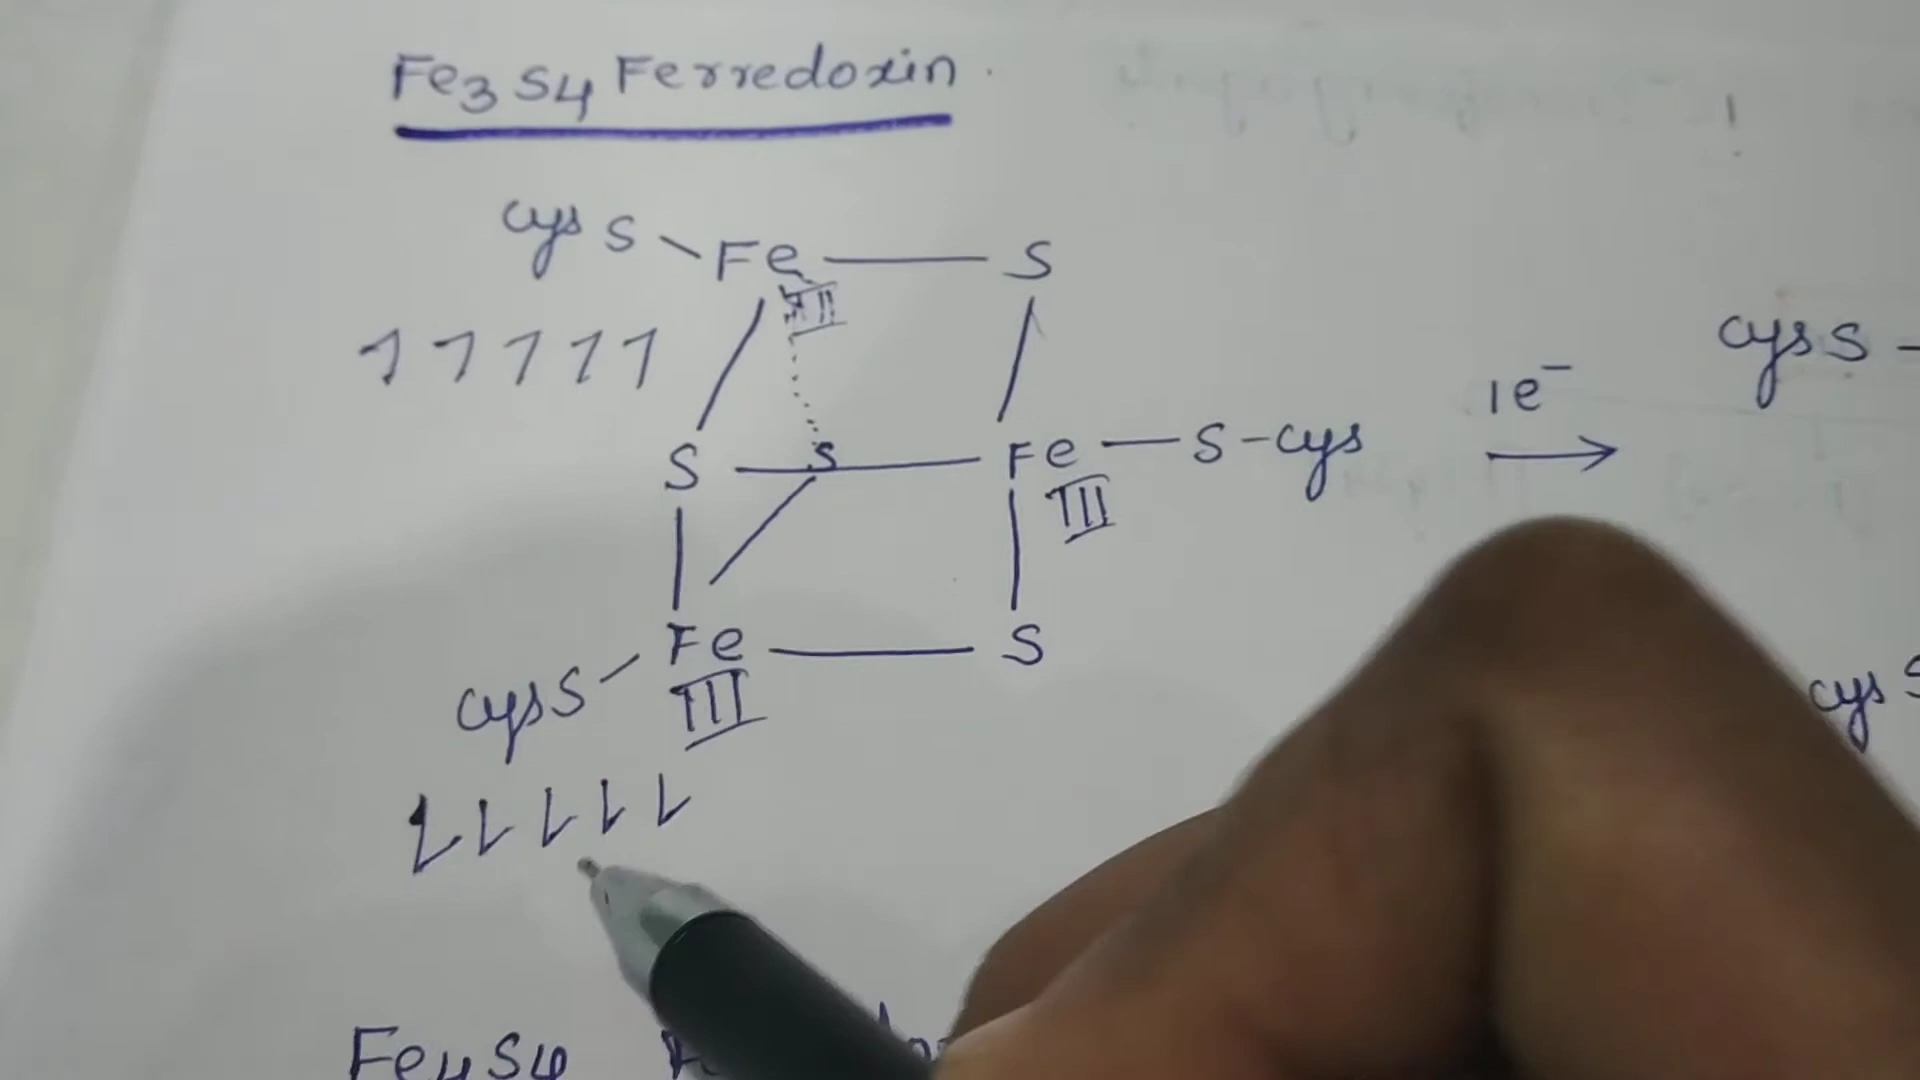 Fe3S4 Ferredoxin
cys S Fe S
III
1e⁻ cys S
S S Fe S-cys
III
Fe S
cys S
III
cys S
Fe4S4